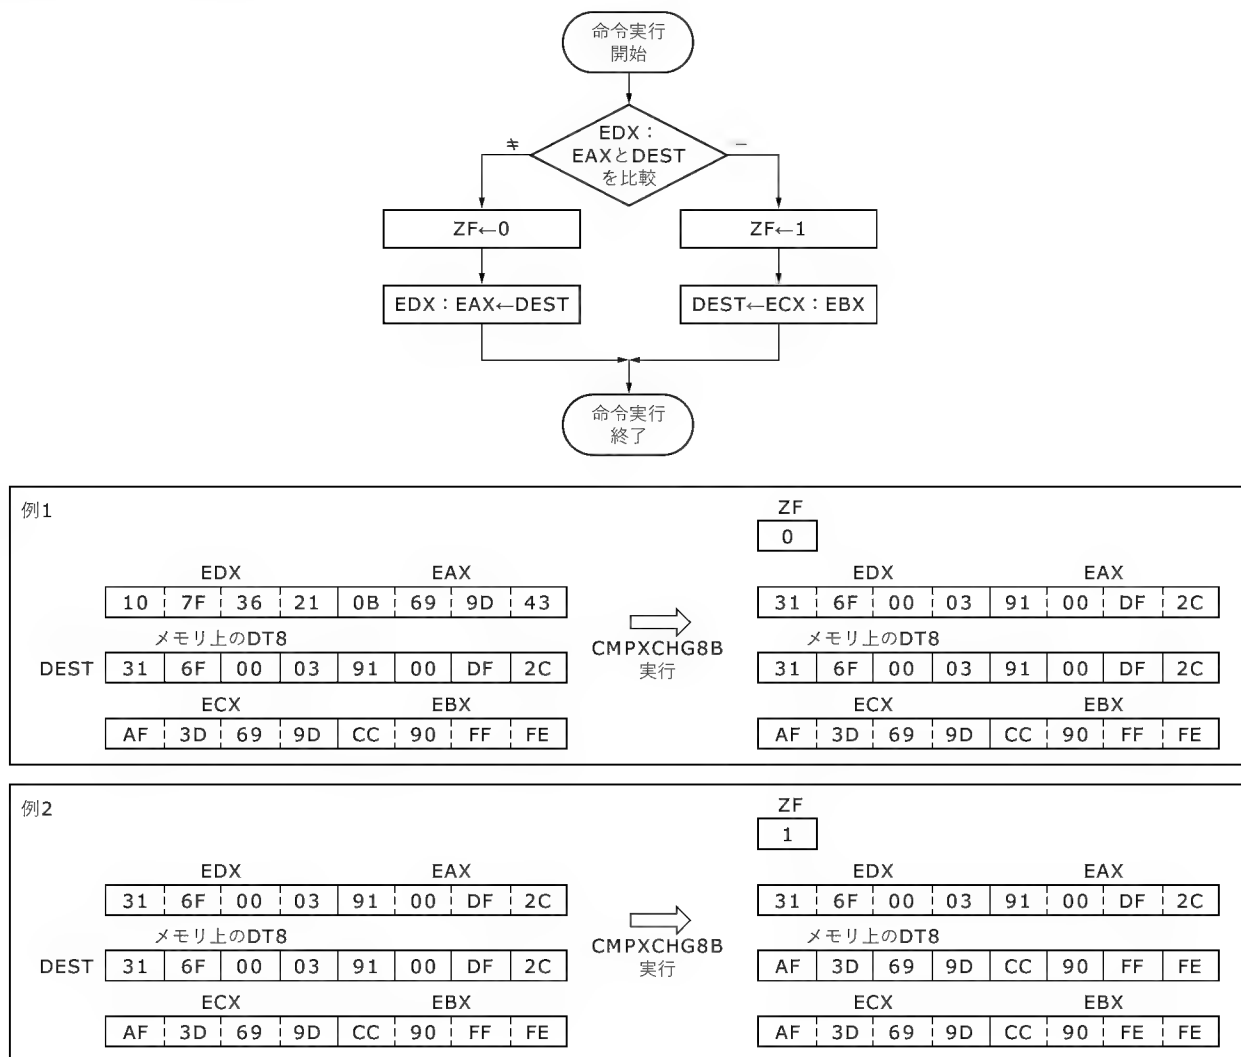 命令実行
開始
EDX：
EAXとDEST
を比較
≠
＝
ZF←0
ZF←1
EDX：EAX←DEST
DEST←ECX：EBX
命令実行
終了
例1
ZF
0
EDX EAX
10 7F 36 21 0B 69 9D 43
メモリ上のDT8
DEST 31 6F 00 03 91 00 DF 2C
ECX EBX
AF 3D 69 9D CC 90 FF FE
CMPXCHG8B
実行
EDX EAX
31 6F 00 03 91 00 DF 2C
メモリ上のDT8
31 6F 00 03 91 00 DF 2C
ECX EBX
AF 3D 69 9D CC 90 FF FE
例2
ZF
1
EDX EAX
31 6F 00 03 91 00 DF 2C
メモリ上のDT8
DEST 31 6F 00 03 91 00 DF 2C
ECX EBX
AF 3D 69 9D CC 90 FF FE
CMPXCHG8B
実行
EDX EAX
31 6F 00 03 91 00 DF 2C
メモリ上のDT8
AF 3D 69 9D CC 90 FF FE
ECX EBX
AF 3D 69 9D CC 90 FE FE